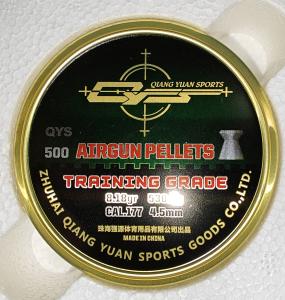 QYS
QIANG YUAN SPORTS
QYS
500 AIRGUN PELLETS
TRAINING GRADE
8.18gr
CAL.177 4.5mm
珠海强源体育用品有限公司出品
MADE IN CHINA
ZHUHAI QIANG YUAN SPORTS GOODS CO.,LTD.